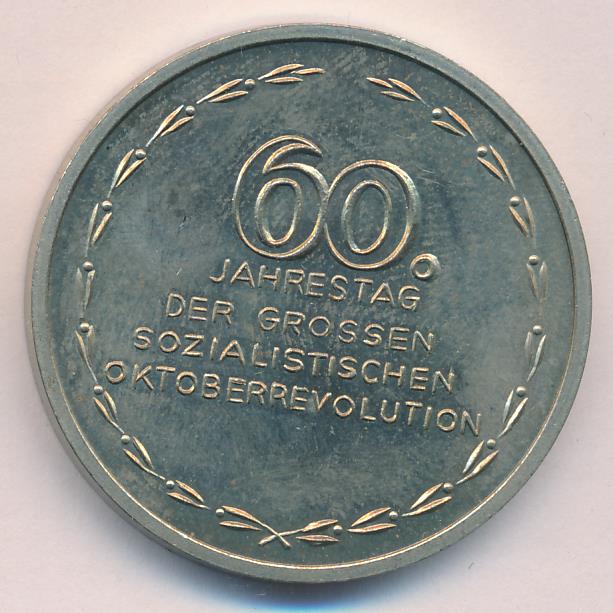 60.
JAHRESTAG
DER GROSSEN
SOZIALISTISCHEN
OKTOBERREVOLUTION